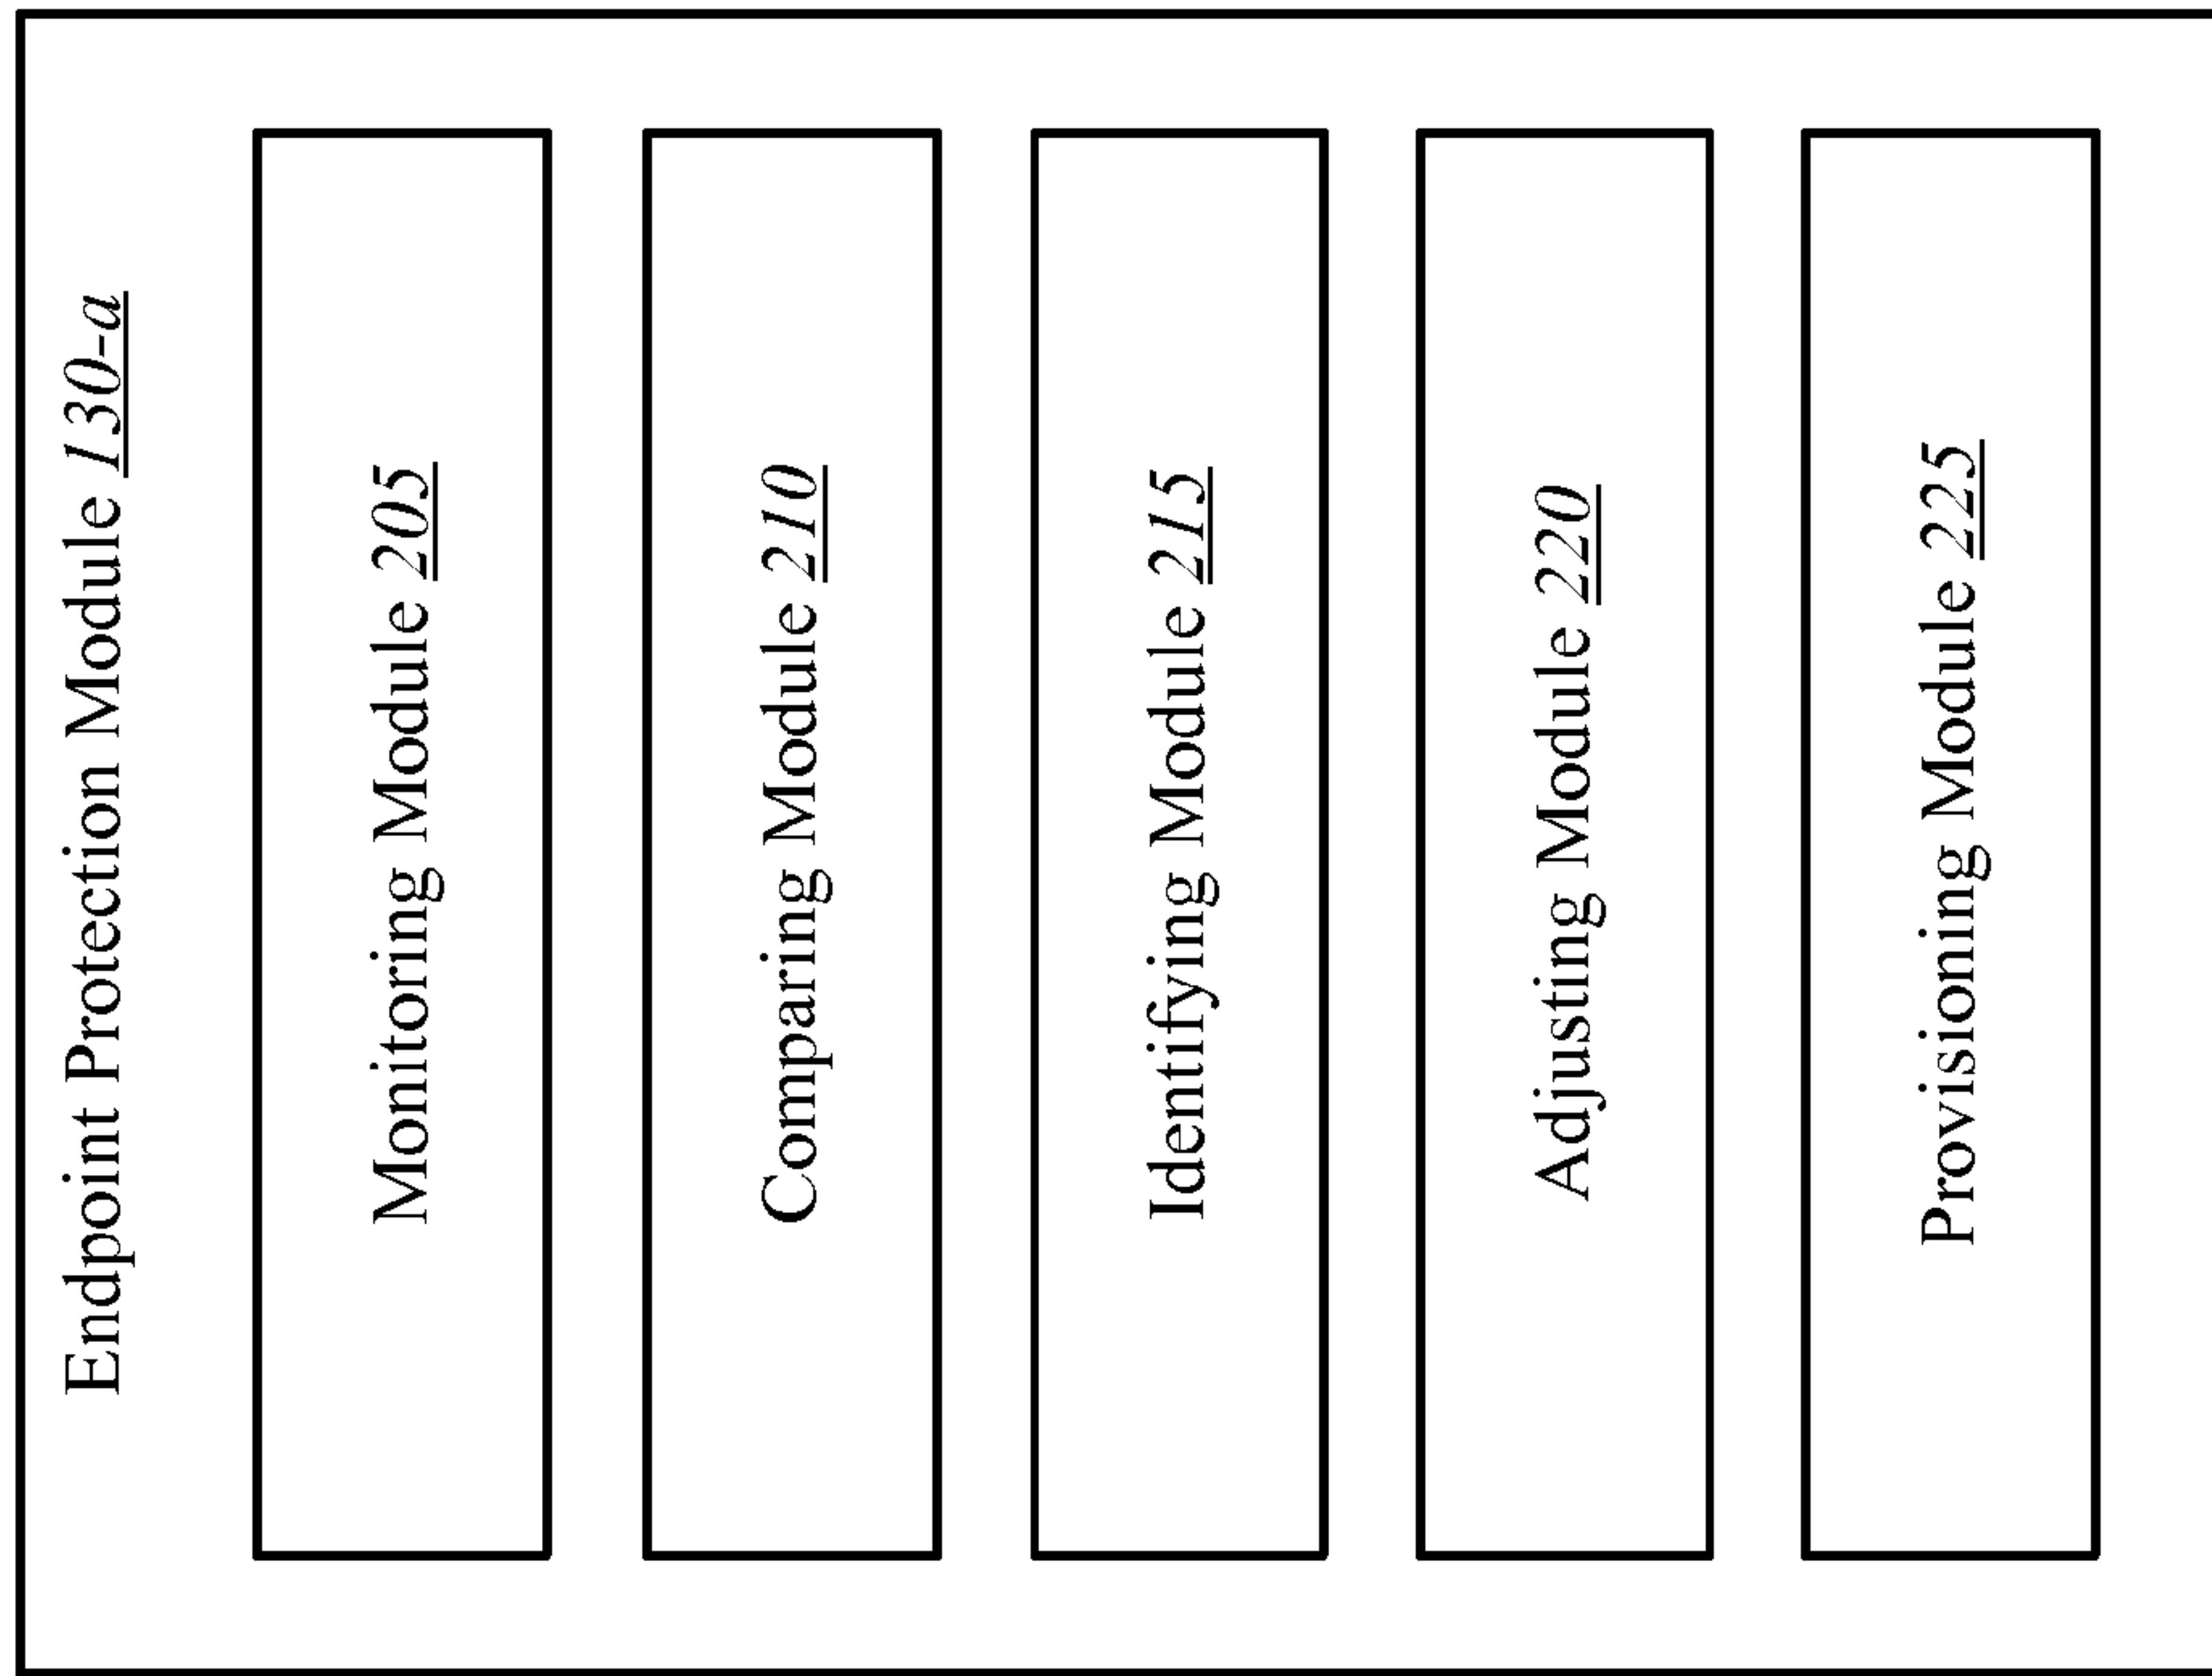 Endpoint Protection Module 130-a
Monitoring Module 205
Comparing Module 210
Identifying Module 215
Adjusting Module 220
Provisioning Module 225